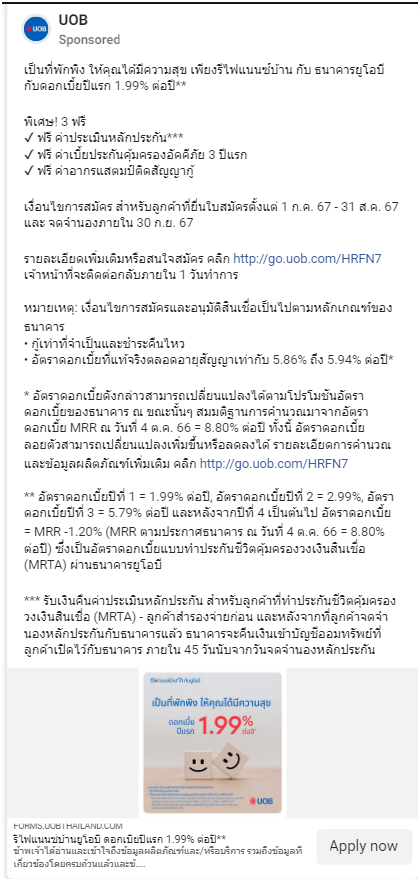 UOB
Sponsored
เป็นที่พักพิง ให้คุณได้มีความสุข เพียงรีไฟแนนซ์บ้าน กับ ธนาคารยูโอบี
กับดอกเบี้ยปีแรก 1.99% ต่อปี**
พิเศษ! 3 ฟรี
✓ ฟรี ค่าประเมินหลักประกัน***
✓ ฟรี ค่าเบี้ยประกันคุ้มครองอัคคีภัย 3 ปีแรก
✓ ฟรี ค่าอากรแสตมป์ติดสัญญากู้
เงื่อนไขการสมัคร สำหรับลูกค้าที่ยื่นใบสมัครตั้งแต่ 1 ก.ค. 67 - 31 ส.ค. 67
และ จดจำนองภายใน 30 ก.ย. 67
รายละเอียดเพิ่มเติมหรือสนใจสมัคร คลิก http://go.uob.com/HRFN7
เจ้าหน้าที่จะติดต่อกลับภายใน 1 วันทำการ
หมายเหตุ: เงื่อนไขการสมัครและอนุมัติสินเชื่อเป็นไปตามหลักเกณฑ์ของ
ธนาคาร
• กู้เท่าที่จำเป็นและชำระคืนไหว
• อัตราดอกเบี้ยที่แท้จริงตลอดอายุสัญญาเท่ากับ 5.86% ถึง 5.94% ต่อปี*
* อัตราดอกเบี้ยดังกล่าวสามารถเปลี่ยนแปลงได้ตามโปรโมชันอัตรา
ดอกเบี้ยของธนาคาร ณ ขณะนั้นๆ สมมติฐานการคำนวณมาจากอัตรา
ดอกเบี้ย MRR ณ วันที่ 4 ต.ค. 66 = 8.80% ต่อปี ทั้งนี้ อัตราดอกเบี้ย
ลอยตัวสามารถเปลี่ยนแปลงเพิ่มขึ้นหรือลดลงได้ รายละเอียดการคำนวณ
และข้อมูลผลิตภัณฑ์เพิ่มเติม คลิก http://go.uob.com/HRFN7
** อัตราดอกเบี้ยปีที่ 1 = 1.99% ต่อปี, อัตราดอกเบี้ยปีที่ 2 = 2.99%, อัตรา
ดอกเบี้ยปีที่ 3 = 5.79% ต่อปี และหลังจากปีที่ 4 เป็นต้นไป อัตราดอกเบี้ย
= MRR -1.20% (MRR ตามประกาศธนาคาร ณ วันที่ 4 ต.ค. 66 = 8.80%
ต่อปี) ซึ่งเป็นอัตราดอกเบี้ยแบบทำประกันชีวิตคุ้มครองวงเงินสินเชื่อ
(MRTA) ผ่านธนาคารยูโอบี
*** รับเงินคืนค่าประเมินหลักประกัน สำหรับลูกค้าที่ทำประกันชีวิตคุ้มครอง
วงเงินสินเชื่อ (MRTA) - ลูกค้าสำรองจ่ายก่อน และหลังจากที่ลูกค้าจดจำ
นองหลักประกันกับธนาคารแล้ว ธนาคารจะคืนเงินเข้าบัญชีออมทรัพย์ที่
ลูกค้าเปิดไว้กับธนาคาร ภายใน 45 วันนับจากวันจดจำนองหลักประกัน
รีไฟแนนซ์บ้าน กับยูโอบี
เป็นที่พักพิง ให้คุณได้มีความสุข
ดอกเบี้ย
ปีแรก 1.99% ต่อปี*
UOB
FORMS.UOBTHAILAND.COM
รีไฟแนนซ์บ้านยูโอบี ดอกเบี้ยปีแรก 1.99% ต่อปี**
ข้าพเจ้าได้อ่านและเข้าใจถึงข้อมูลผลิตภัณฑ์และ/หรือบริการ รวมถึงข้อมูลที่
เกี่ยวข้องโดยครบถ้วนแล้วและข้....
Apply now